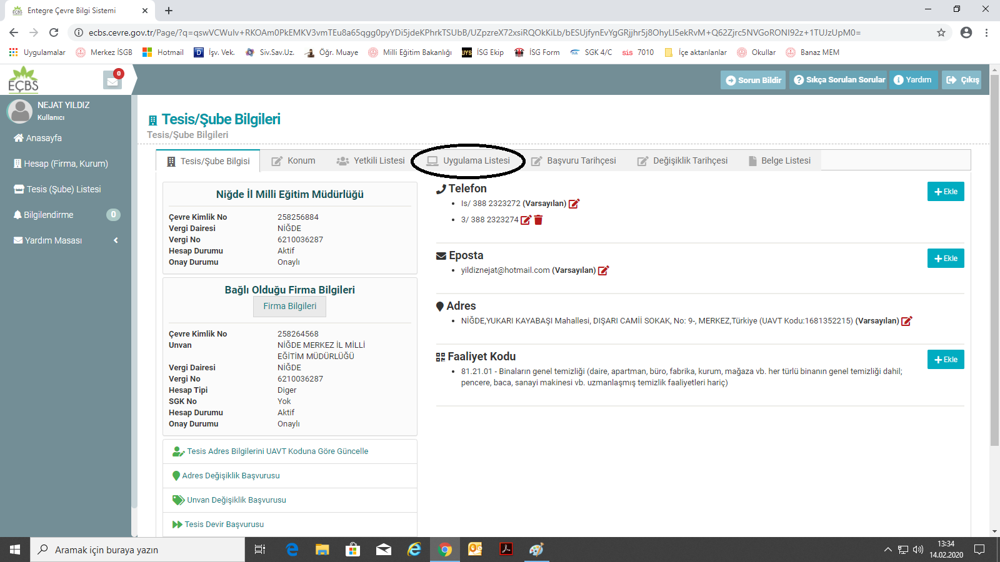 Entegre Çevre Bilgi Sistemi
ecbs.cevre.gov.tr/Page/?q=qswVCWulv+RKOAm0PkEMKV3vmTEu8a65qgg0pyYDi5jdeKPhrkTSUbB/UZpzreX72xsiRQOkKiLb/bESUjfynEvYgGRjjhr5j8OhyLI5ekRvM+Q62Zjrc5NVGoRONI92z+1TUJzUpM0=
Uygulamalar Merkez İSGB Hotmail İşv. Vek. Siv.Sav.Uz. Öğr. Muaye Milli Eğitim Bakanlığı İSG Ekip İSG Form SGK 4/C sis 7010 İçe aktarılanlar Okullar Banaz MEM
EÇBS
0
Sorun Bildir Sıkça Sorulan Sorular Yardım Çıkış
NEJAT YILDIZ
Kullanıcı
Anasayfa
Hesap (Firma, Kurum)
Tesis (Şube) Listesi
Bilgilendirme 0
Yardım Masası
Tesis/Şube Bilgileri
Tesis/Şube Bilgileri
Tesis/Şube Bilgisi Konum Yetkili Listesi Uygulama Listesi Başvuru Tarihçesi Değişiklik Tarihçesi Belge Listesi
Niğde İl Milli Eğitim Müdürlüğü
Çevre Kimlik No 258256884
Vergi Dairesi NİĞDE
Vergi No 6210036287
Hesap Durumu Aktif
Onay Durumu Onaylı
Bağlı Olduğu Firma Bilgileri
Firma Bilgileri
Çevre Kimlik No 258264568
Unvan NİĞDE MERKEZ İL MİLLİ
EĞİTİM MÜDÜRLÜĞÜ
Vergi Dairesi NİĞDE
Vergi No 6210036287
Hesap Tipi Diger
SGK No Yok
Hesap Durumu Aktif
Onay Durumu Onaylı
Tesis Adres Bilgilerini UAVT Koduna Göre Güncelle
Adres Değişiklik Başvurusu
Unvan Değişiklik Başvurusu
Tesis Devir Başvurusu
Telefon
Ekle
Is/ 388 2323272 (Varsayılan)
3/ 388 2323274
Eposta
Ekle
yildiznejat@hotmail.com (Varsayılan)
Adres
NİĞDE,YUKARI KAYABAŞI Mahallesi, DIŞARI CAMİİ SOKAK, No: 9-, MERKEZ,Türkiye (UAVT Kodu:1681352215) (Varsayılan)
Faaliyet Kodu
Ekle
81.21.01 - Binaların genel temizliği (daire, apartman, büro, fabrika, kurum, mağaza vb. her türlü binanın genel temizliği dahil;
pencere, baca, sanayi makinesi vb. uzmanlaşmış temizlik faaliyetleri hariç)
Aramak için buraya yazın
13:34
14.02.2020